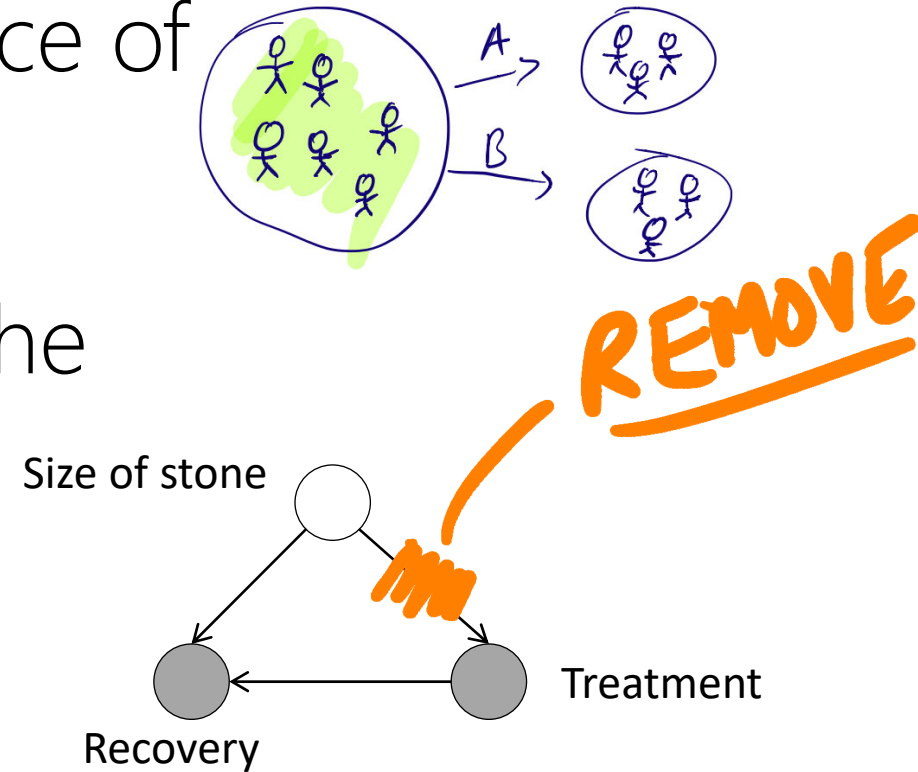 ce of
A
B
he
REMOVE
Size of stone
Treatment
Recovery